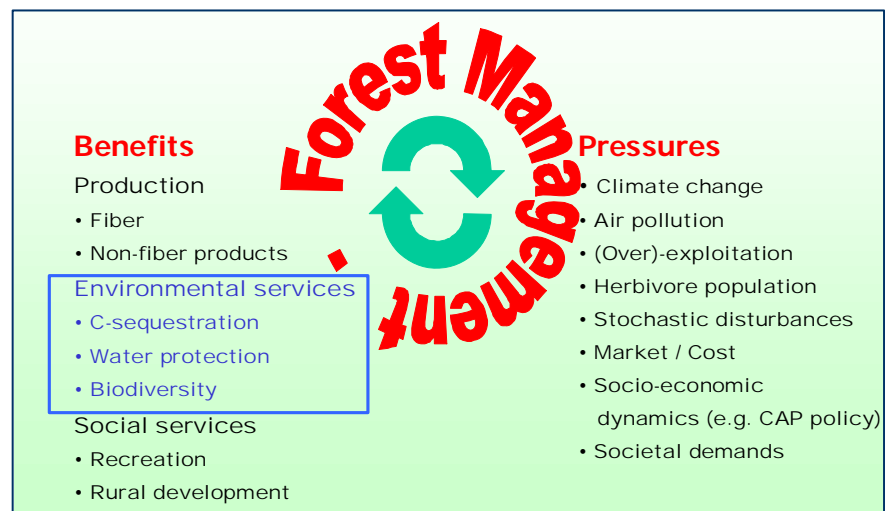 Forest Management .
Benefits
Production
• Fiber
• Non-fiber products
Environmental services
• C-sequestration
• Water protection
• Biodiversity
Social services
• Recreation
• Rural development
Pressures
• Climate change
• Air pollution
• (Over)-exploitation
• Herbivore population
• Stochastic disturbances
• Market / Cost
• Socio-economic
dynamics (e.g. CAP policy)
• Societal demands